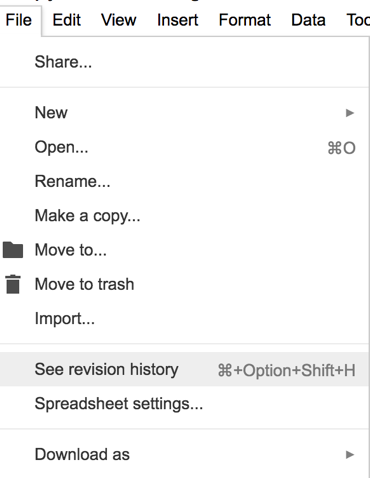 File Edit View Insert Format Data
Share...
New ►
Open... ⌘O
Rename...
Make a copy...
Move to...
Move to trash
Import...
See revision history ⌘+Option+Shift+H
Spreadsheet settings...
Download as ►